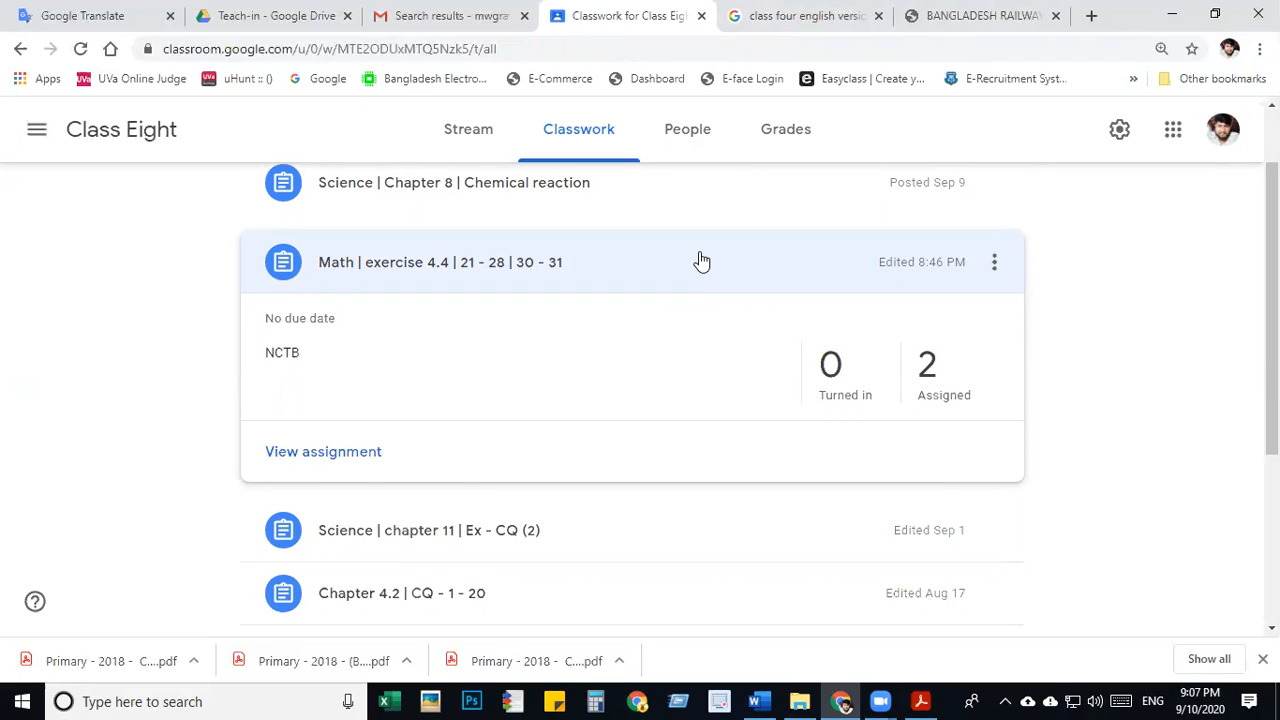 Google Translate
Teach-in - Google Drive
Search results - mwgra
Classwork for Class Eigh
class four english versic
BANGLADESH RAILWA
classroom.google.com/u/0/w/MTE2ODUxMTQ5Nzk5/t/all
Apps
UVa Online Judge
uHunt :: ()
Google
Bangladesh Electro...
E-Commerce
Dashboard
E-face Login
Easyclass | Create y...
E-Recruitment Syst...
Other bookmarks
Class Eight
Stream
Classwork
People
Grades
Science | Chapter 8 | Chemical reaction
Posted Sep 9
Math | exercise 4.4 | 21 - 28 | 30 - 31
Edited 8:46 PM
No due date
NCTB
0
Turned in
2
Assigned
View assignment
Science | chapter 11 | Ex - CQ (2)
Edited Sep 1
Chapter 4.2 | CQ - 1 - 20
Edited Aug 17
Primary - 2018 - C....pdf
Primary - 2018 - (B....pdf
Primary - 2018 - C....pdf
Show all
Type here to search
ENG
9:07 PM
9/10/2020